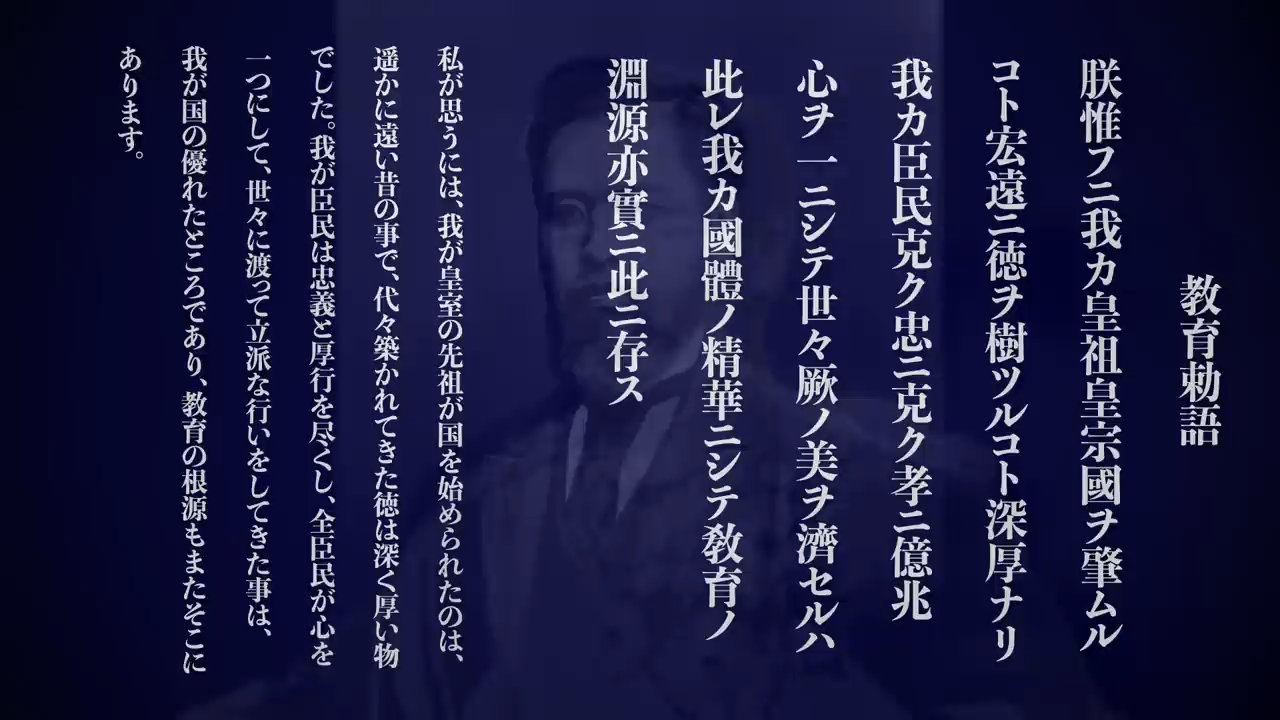 教育勅語
朕惟フニ我カ皇祖皇宗國ヲ肇ムル
コト宏遠ニ徳ヲ樹ツルコト深厚ナリ
我カ臣民克ク忠ニ克ク孝ニ億兆
心ヲ一ニシテ世々厥ノ美ヲ濟セルハ
此レ我カ國體ノ精華ニシテ教育ノ
淵源亦實ニ此ニ存ス
私が思うには、我が皇室の先祖が国を始められたのは、
遥かに遠い昔の事で、代々築かれてきた徳は深く厚い物
でした。我が臣民は忠義と厚行を尽くし、全臣民が心を
一つにして、世々に渡って立派な行いをしてきた事は、
我が国の優れたところであり、教育の根源もまたそこに
あります。